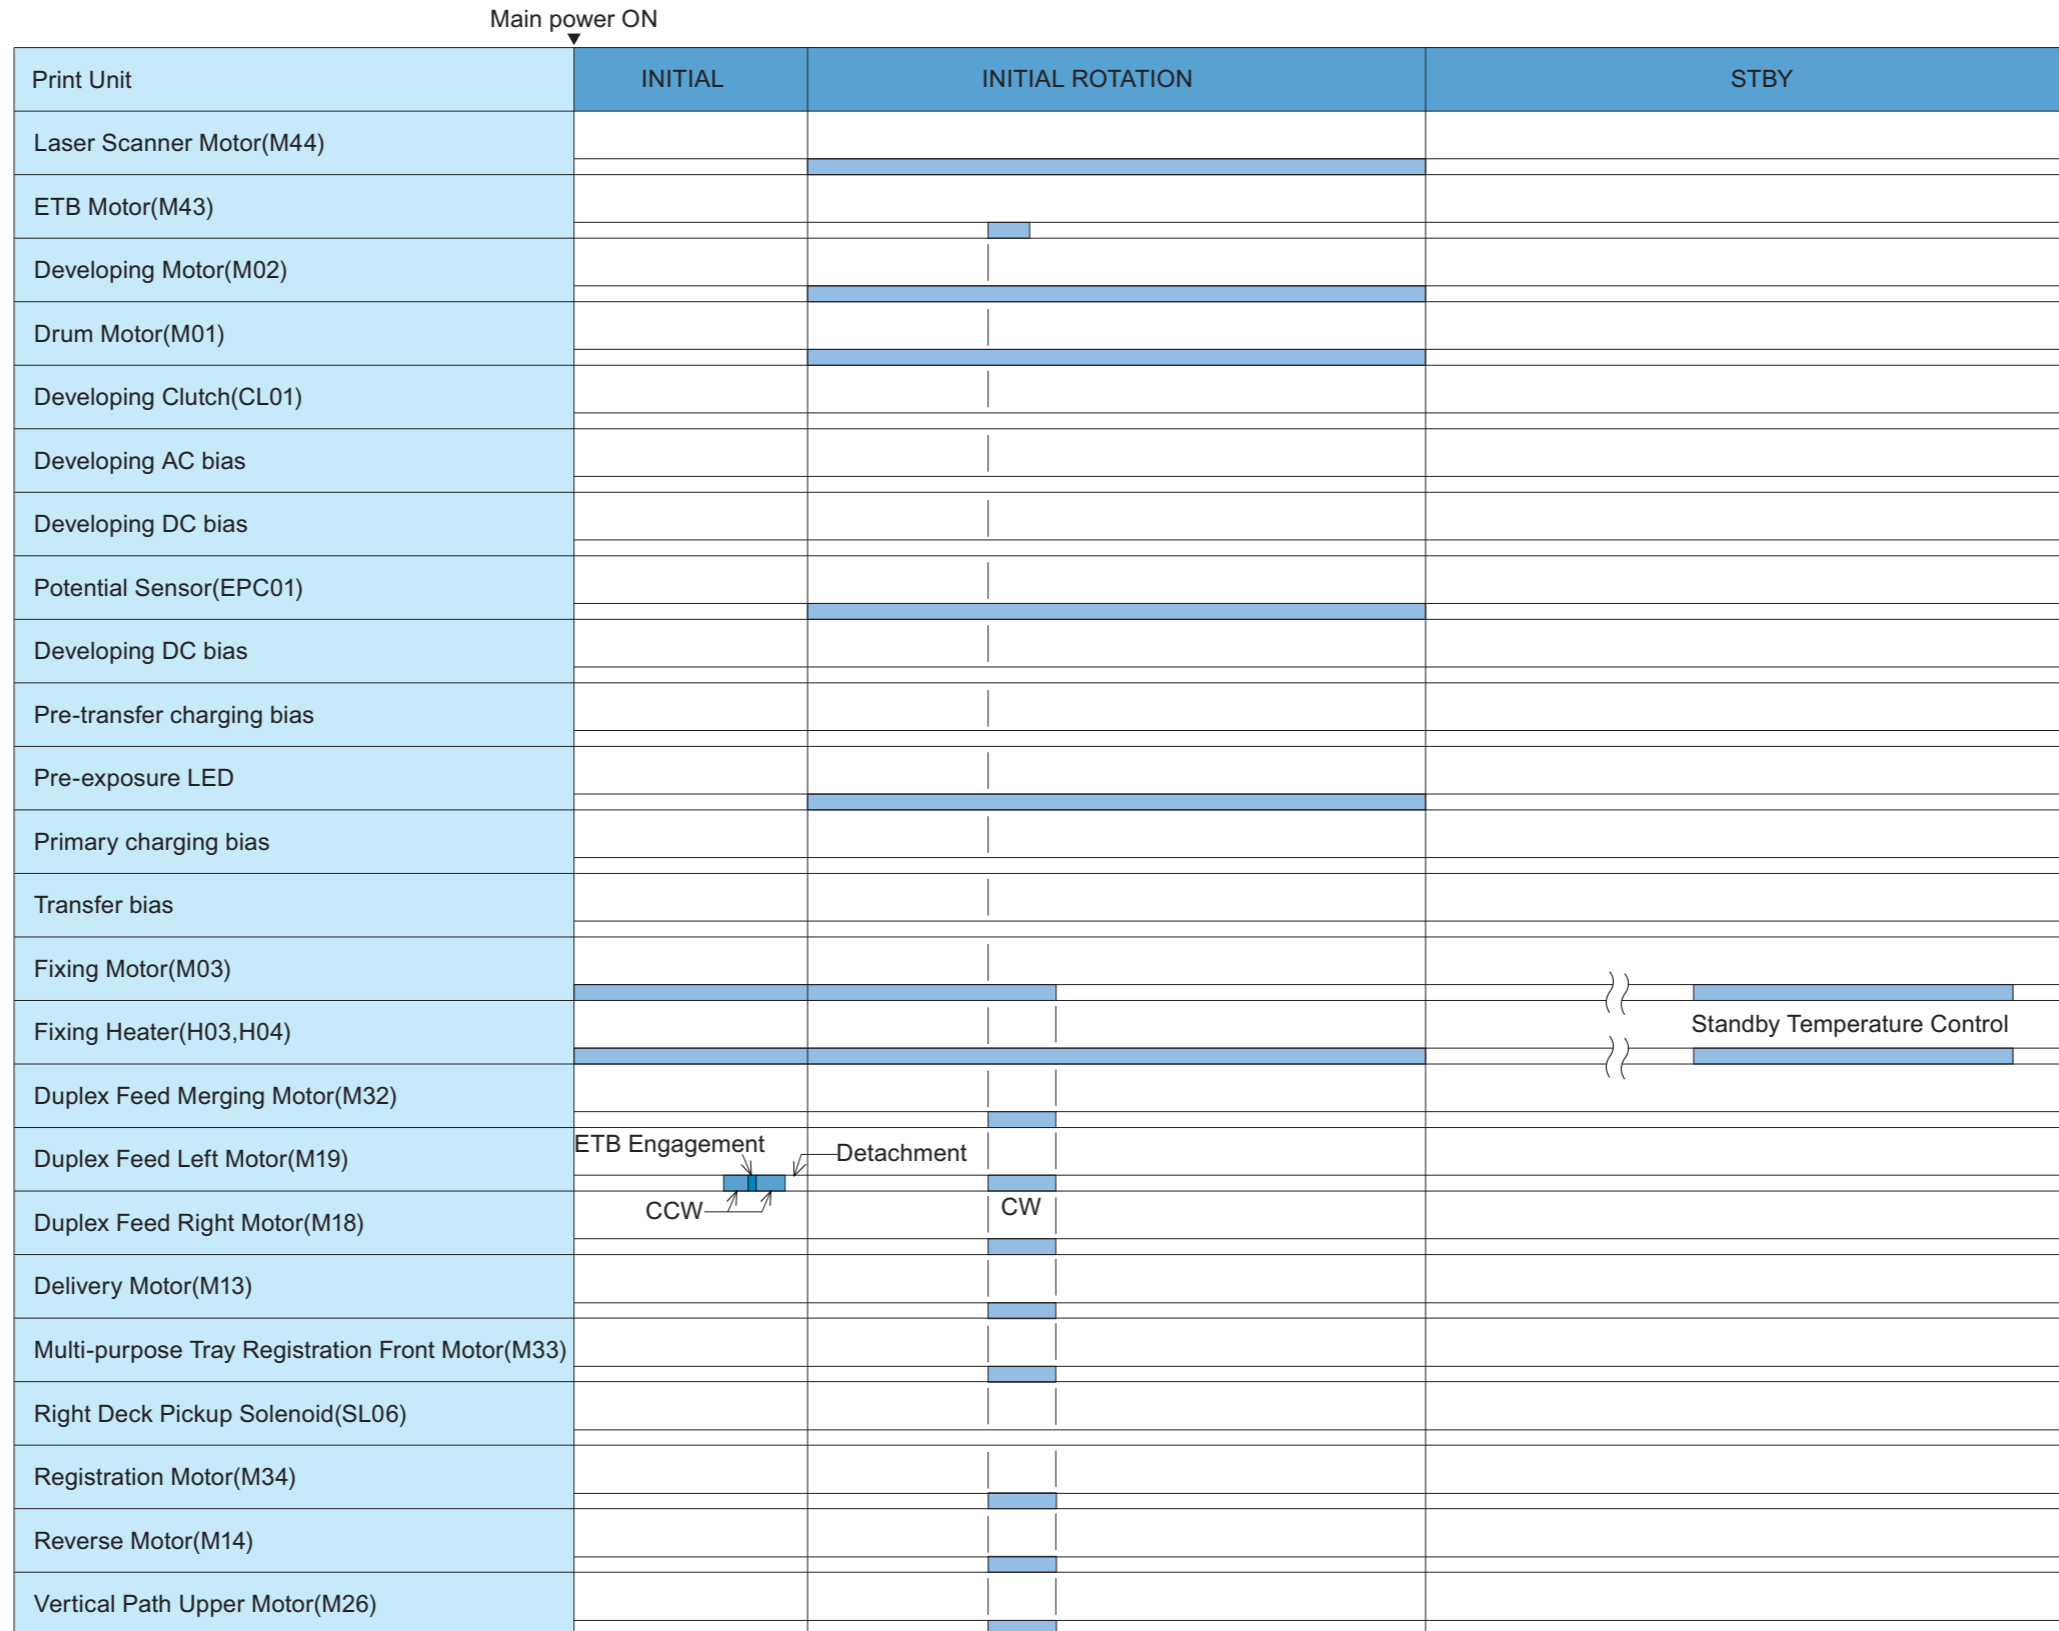 Main power ON
Print Unit
INITIAL
INITIAL ROTATION
STBY
Laser Scanner Motor(M44)
ETB Motor(M43)
Developing Motor(M02)
Drum Motor(M01)
Developing Clutch(CL01)
Developing AC bias
Developing DC bias
Potential Sensor(EPC01)
Developing DC bias
Pre-transfer charging bias
Pre-exposure LED
Primary charging bias
Transfer bias
Fixing Motor(M03)
Fixing Heater(H03,H04)
Standby Temperature Control
Duplex Feed Merging Motor(M32)
Duplex Feed Left Motor(M19)
ETB Engagement
Detachment
CCW
CW
Duplex Feed Right Motor(M18)
Delivery Motor(M13)
Multi-purpose Tray Registration Front Motor(M33)
Right Deck Pickup Solenoid(SL06)
Registration Motor(M34)
Reverse Motor(M14)
Vertical Path Upper Motor(M26)